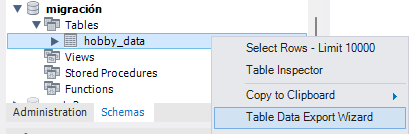 migración
Tables
hobby_data
Views
Stored Procedures
Functions
Administration Schemas
Select Rows - Limit 10000
Table Inspector
Copy to Clipboard
Table Data Export Wizard